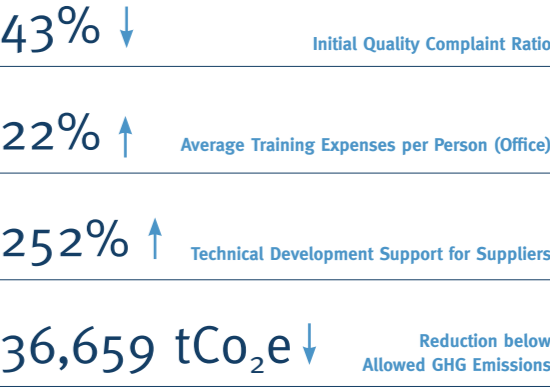 43% ↓ Initial Quality Complaint Ratio
22% ↑ Average Training Expenses per Person (Office)
252% ↑ Technical Development Support for Suppliers
36,659 tCo₂e ↓ Reduction below
Allowed GHG Emissions